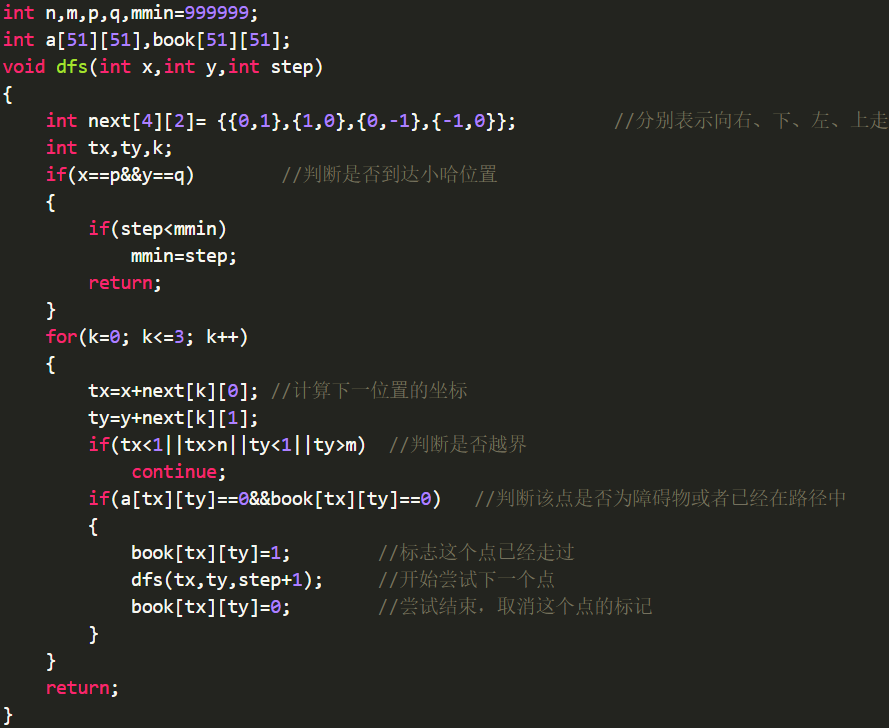 int n,m,p,q,mmin=999999;
int a[51][51],book[51][51];
void dfs(int x,int y,int step)
{
    int next[4][2]= {{0,1},{1,0},{0,-1},{-1,0}};         //分别表示向右、下、左、上走
    int tx,ty,k;
    if(x==p&&y==q)        //判断是否到达小哈位置
    {
        if(step<mmin)
            mmin=step;
        return;
    }
    for(k=0; k<=3; k++)
    {
        tx=x+next[k][0]; //计算下一位置的坐标
        ty=y+next[k][1];
        if(tx<1||tx>n||ty<1||ty>m)  //判断是否越界
            continue;
        if(a[tx][ty]==0&&book[tx][ty]==0)   //判断该点是否为障碍物或者已经在路径中
        {
            book[tx][ty]=1;        //标志这个点已经走过
            dfs(tx,ty,step+1);     //开始尝试下一个点
            book[tx][ty]=0;        //尝试结束，取消这个点的标记
        }
    }
    return;
}